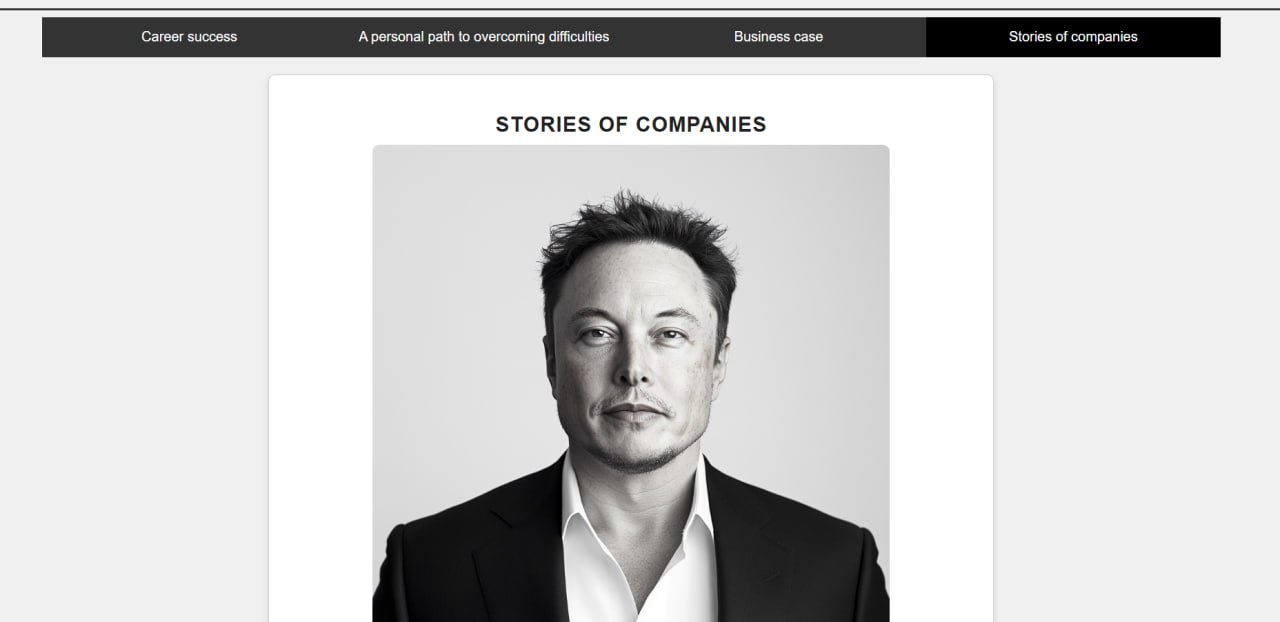 Career success
A personal path to overcoming difficulties
Business case
Stories of companies
STORIES OF COMPANIES